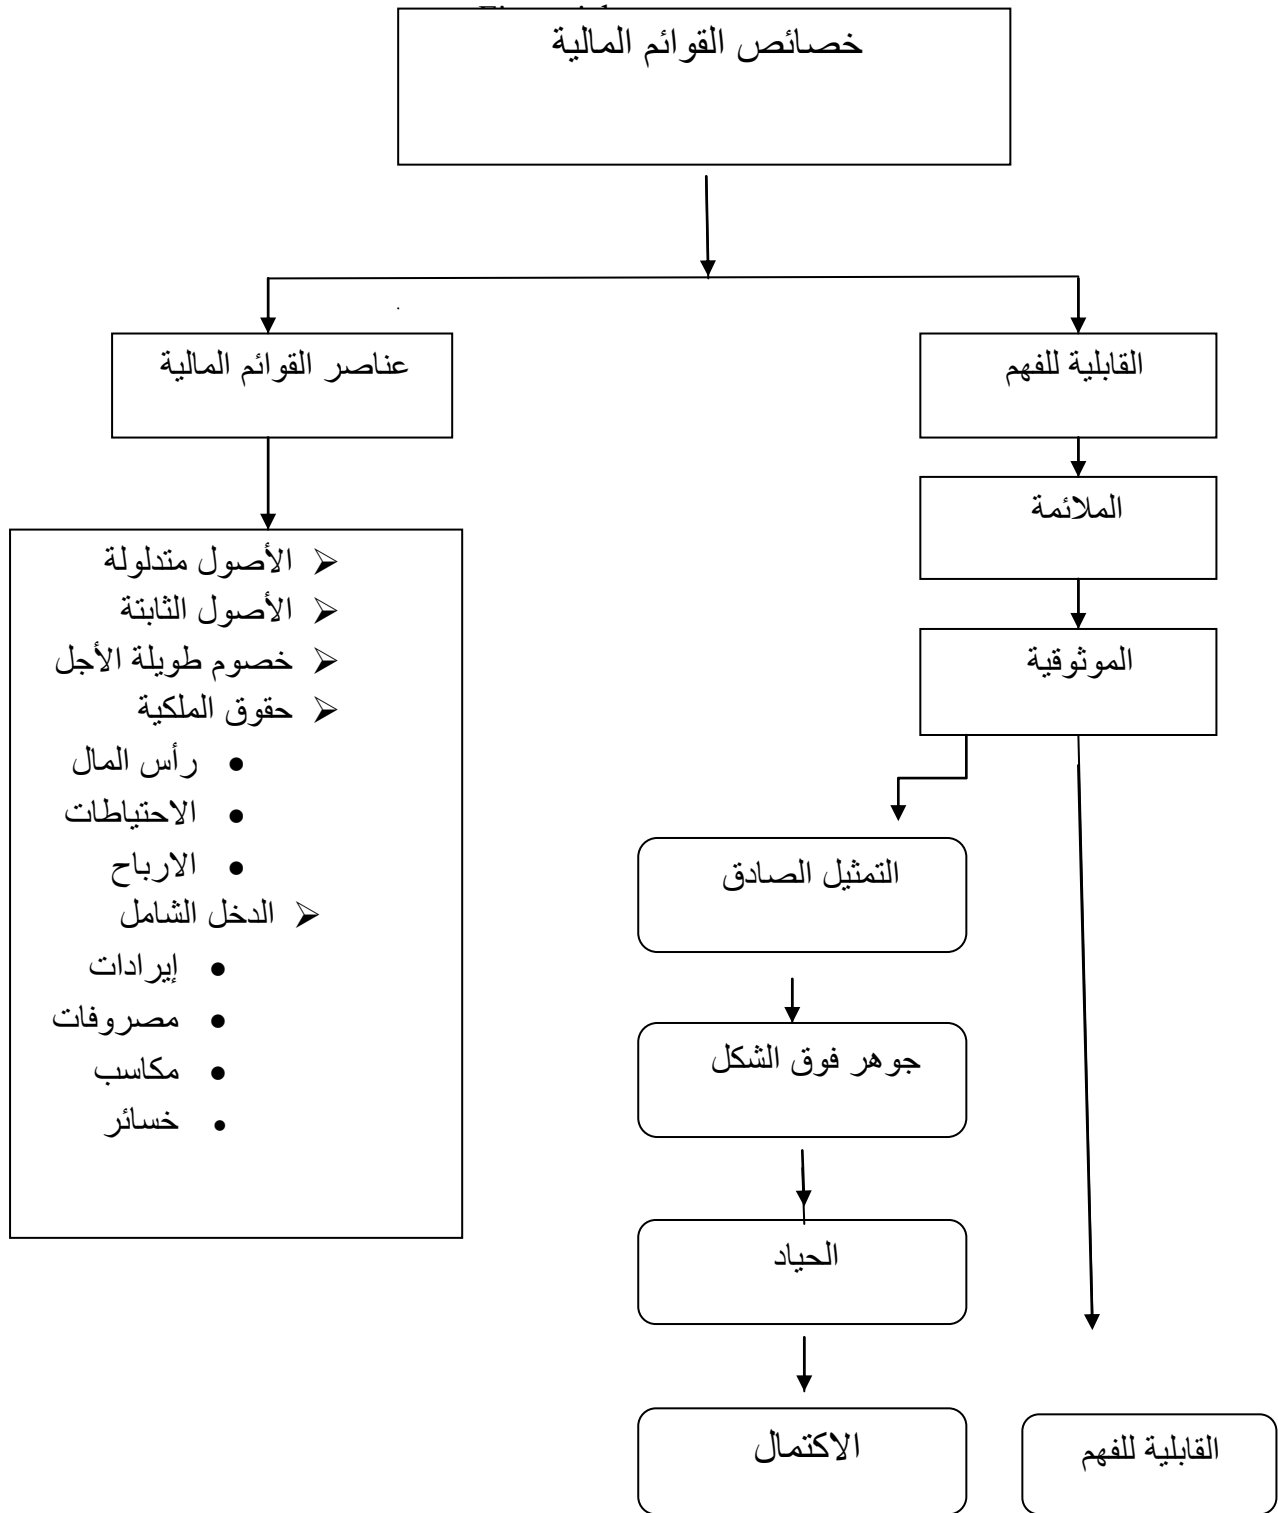 خصائص القوائم المالية
القابلية للفهم
عناصر القوائم المالية
الملائمة
الموثوقية
الأصول متدلولة
الأصول الثابتة
خصوم طويلة الأجل
حقوق الملكية
رأس المال
الاحتياطات
الارباح
الدخل الشامل
إيرادات
مصروفات
مكاسب
خسائر
التمثيل الصادق
جوهر فوق الشكل
الحياد
الاكتمال
القابلية للفهم